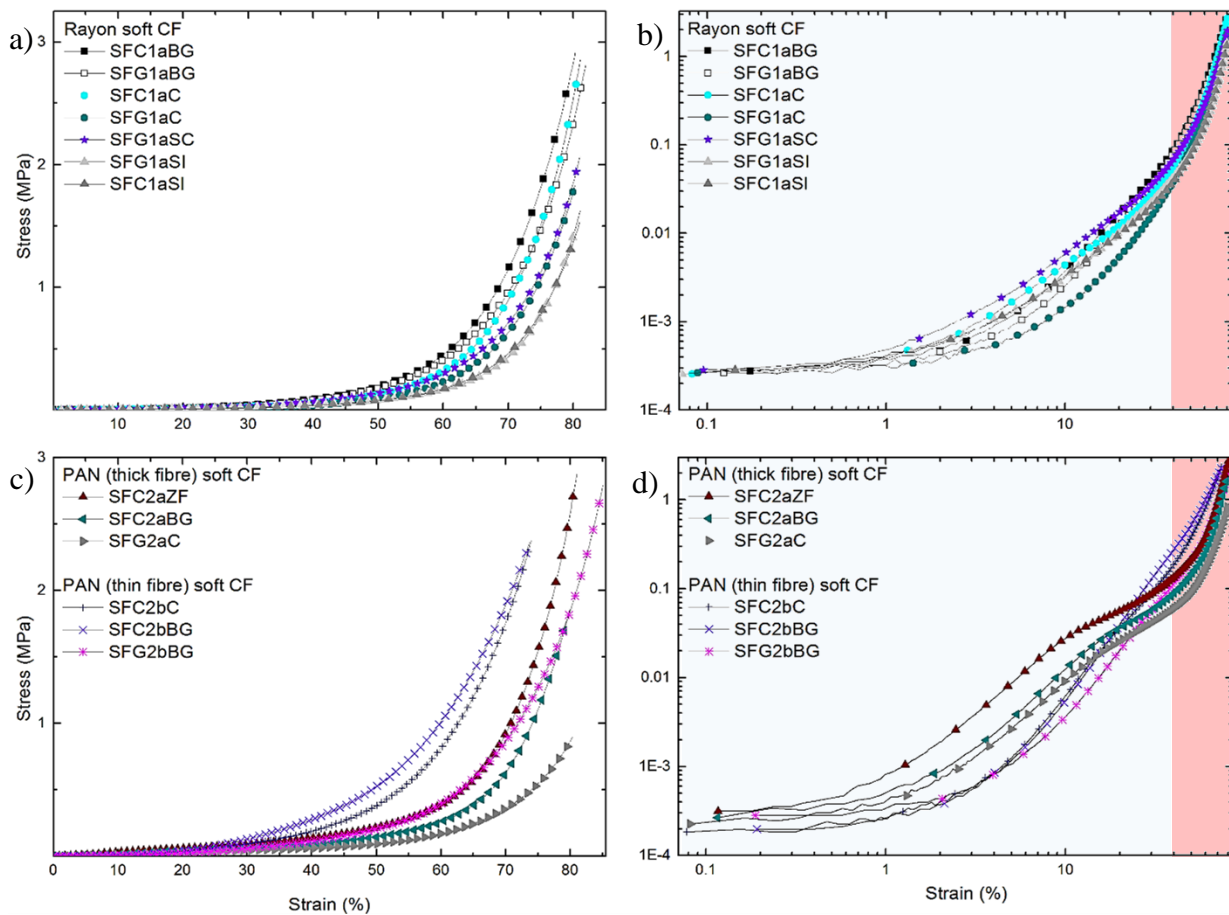 a)
Rayon soft CF
SFC1aBG
SFG1aBG
SFC1aC
SFG1aC
SFG1aSC
SFG1aSI
SFC1aSI
3
2
1
Stress (MPa)
10 20 30 40 50 60 70 80
b)
Rayon soft CF
SFC1aBG
SFG1aBG
SFC1aC
SFG1aC
SFG1aSC
SFG1aSI
SFC1aSI
1
0.1
0.01
1E-3
1E-4
0.1 1 10
c)
PAN (thick fibre) soft CF
SFC2aZF
SFC2aBG
SFG2aC
PAN (thin fibre) soft CF
SFC2bC
SFC2bBG
SFG2bBG
3
2
1
Stress (MPa)
0 10 20 30 40 50 60 70 80
Strain (%)
d)
PAN (thick fibre) soft CF
SFC2aZF
SFC2aBG
SFG2aC
PAN (thin fibre) soft CF
SFC2bC
SFC2bBG
SFG2bBG
1
0.1
0.01
1E-3
1E-4
0.1 1 10
Strain (%)